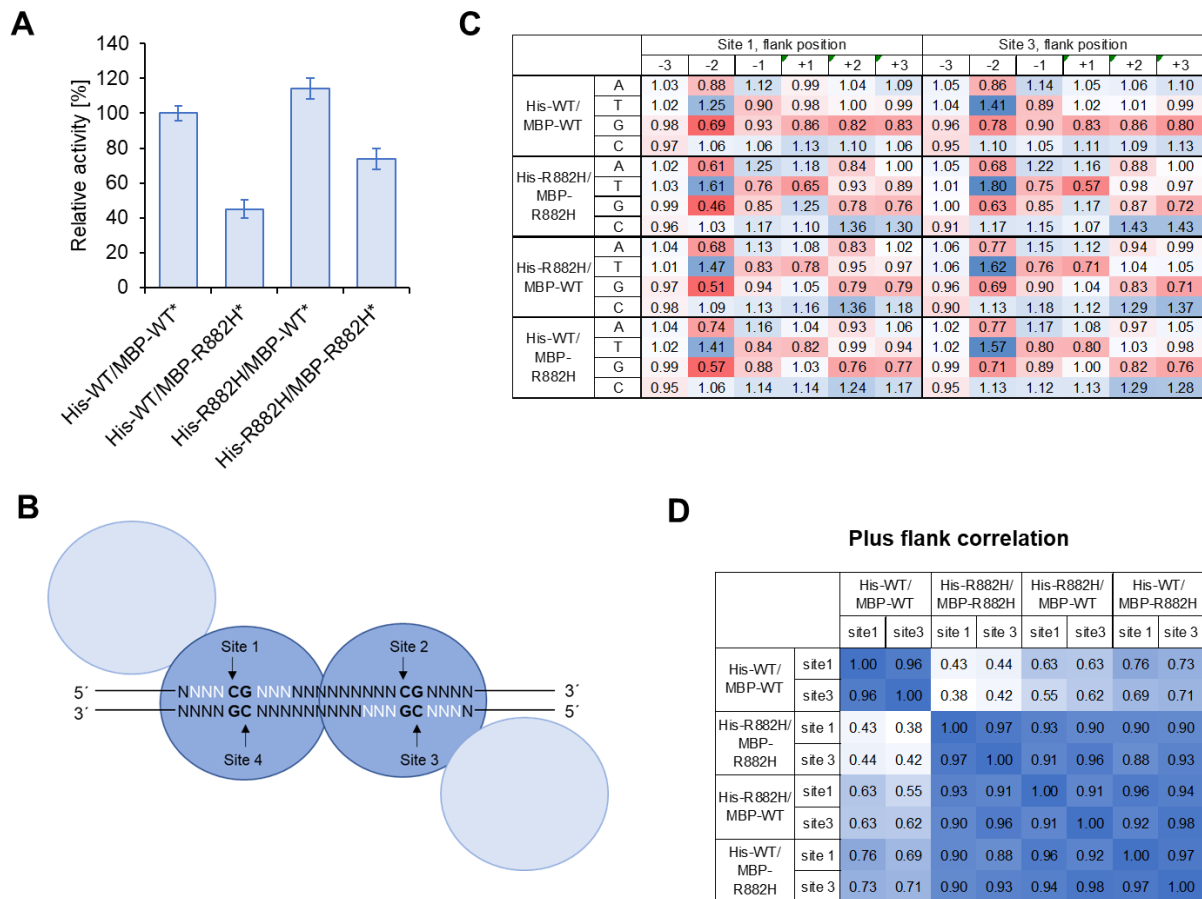 A
Relative activity [%]
140
120
100
80
60
40
20
0
His-WT/MBP-WT*
His-WT/MBP-R882H*
His-R882H/MBP-WT*
His-R882H/MBP-R882H*
B
Site 1 Site 2
5´ NNNN CG NNNNNNNNNNNN CG NNNN 3´
3´ NNNN GC NNNNNNNNNNNN GC NNNN 5´
Site 4 Site 3
C
Site 1, flank position Site 3, flank position
-3 -2 -1 +1 +2 +3 -3 -2 -1 +1 +2 +3
His-WT/
MBP-WT
A 1.03 0.88 1.12 0.99 1.04 1.09 1.05 0.86 1.14 1.05 1.06 1.10
T 1.02 1.25 0.90 0.98 1.00 0.99 1.04 1.41 0.89 1.02 1.01 0.99
G 0.98 0.69 0.93 0.86 0.82 0.83 0.96 0.78 0.90 0.83 0.86 0.80
C 0.97 1.06 1.06 1.13 1.10 1.06 0.95 1.10 1.05 1.11 1.09 1.13
His-R882H/
MBP-
R882H
A 1.02 0.61 1.25 1.18 0.84 1.00 1.05 0.68 1.22 1.16 0.88 1.00
T 1.03 1.61 0.76 0.65 0.93 0.89 1.01 1.80 0.75 0.57 0.98 0.97
G 0.99 0.46 0.85 1.25 0.78 0.76 1.00 0.63 0.85 1.17 0.87 0.72
C 0.96 1.03 1.17 1.10 1.36 1.30 0.91 1.17 1.15 1.07 1.43 1.43
His-R882H/
MBP-WT
A 1.04 0.68 1.13 1.08 0.83 1.02 1.06 0.77 1.15 1.12 0.94 0.99
T 1.01 1.47 0.83 0.78 0.95 0.97 1.06 1.62 0.76 0.71 1.04 1.05
G 0.97 0.51 0.94 1.05 0.79 0.79 0.96 0.69 0.90 1.04 0.83 0.71
C 0.98 1.09 1.13 1.16 1.36 1.18 0.90 1.13 1.18 1.12 1.29 1.37
His-WT/
MBP-
R882H
A 1.04 0.74 1.16 1.04 0.93 1.06 1.02 0.77 1.17 1.08 0.97 1.05
T 1.02 1.41 0.84 0.82 0.99 0.94 1.02 1.57 0.80 0.80 1.03 0.98
G 0.99 0.57 0.88 1.03 0.76 0.77 0.99 0.71 0.89 1.00 0.82 0.76
C 0.95 1.06 1.14 1.14 1.24 1.17 0.95 1.13 1.12 1.13 1.29 1.28
D
Plus flank correlation
His-WT/ His-R882H/ His-R882H/ His-WT/
MBP-WT MBP-R882H MBP-WT MBP-R882H
site1 site3 site 1 site 3 site1 site3 site 1 site 3
His-WT/
MBP-WT
site1 1.00 0.96 0.43 0.44 0.63 0.63 0.76 0.73
site3 0.96 1.00 0.38 0.42 0.55 0.62 0.69 0.71
His-R882H/
MBP-
R882H
site 1 0.43 0.38 1.00 0.97 0.93 0.90 0.90 0.90
site 3 0.44 0.42 0.97 1.00 0.91 0.96 0.88 0.93
His-R882H/
MBP-WT
site1 0.63 0.55 0.93 0.91 1.00 0.91 0.96 0.94
site3 0.63 0.62 0.90 0.96 0.91 1.00 0.92 0.98
His-WT/
MBP-
R882H
site 1 0.76 0.69 0.90 0.88 0.96 0.92 1.00 0.97
site 3 0.73 0.71 0.90 0.93 0.94 0.98 0.97 1.00